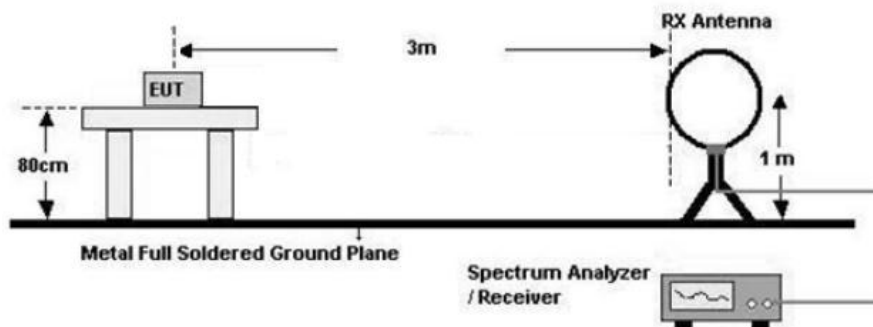 RX Antenna
3m
EUT
80cm
1 m
Metal Full Soldered Ground Plane
Spectrum Analyzer
/ Receiver